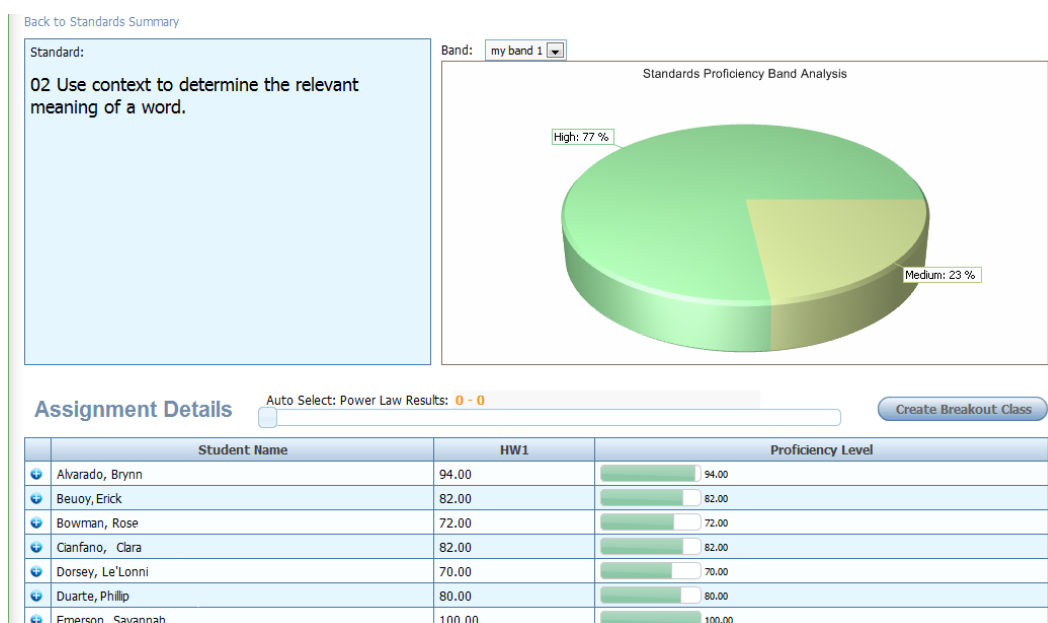 Back to Standards Summary
Standard:
02 Use context to determine the relevant
meaning of a word.
Band: my band 1
Standards Proficiency Band Analysis
High: 77 %
Medium: 23 %
Assignment Details
Auto Select: Power Law Results: 0 - 0
Create Breakout Class
Student Name HW1 Proficiency Level
Alvarado, Brynn 94.00 94.00
Beuoy, Erick 82.00 82.00
Bowman, Rose 72.00 72.00
Cianfano, Clara 82.00 82.00
Dorsey, Le'Lonni 70.00 70.00
Duarte, Phillip 80.00 80.00
Emerson, Savannah 100.00 100.00